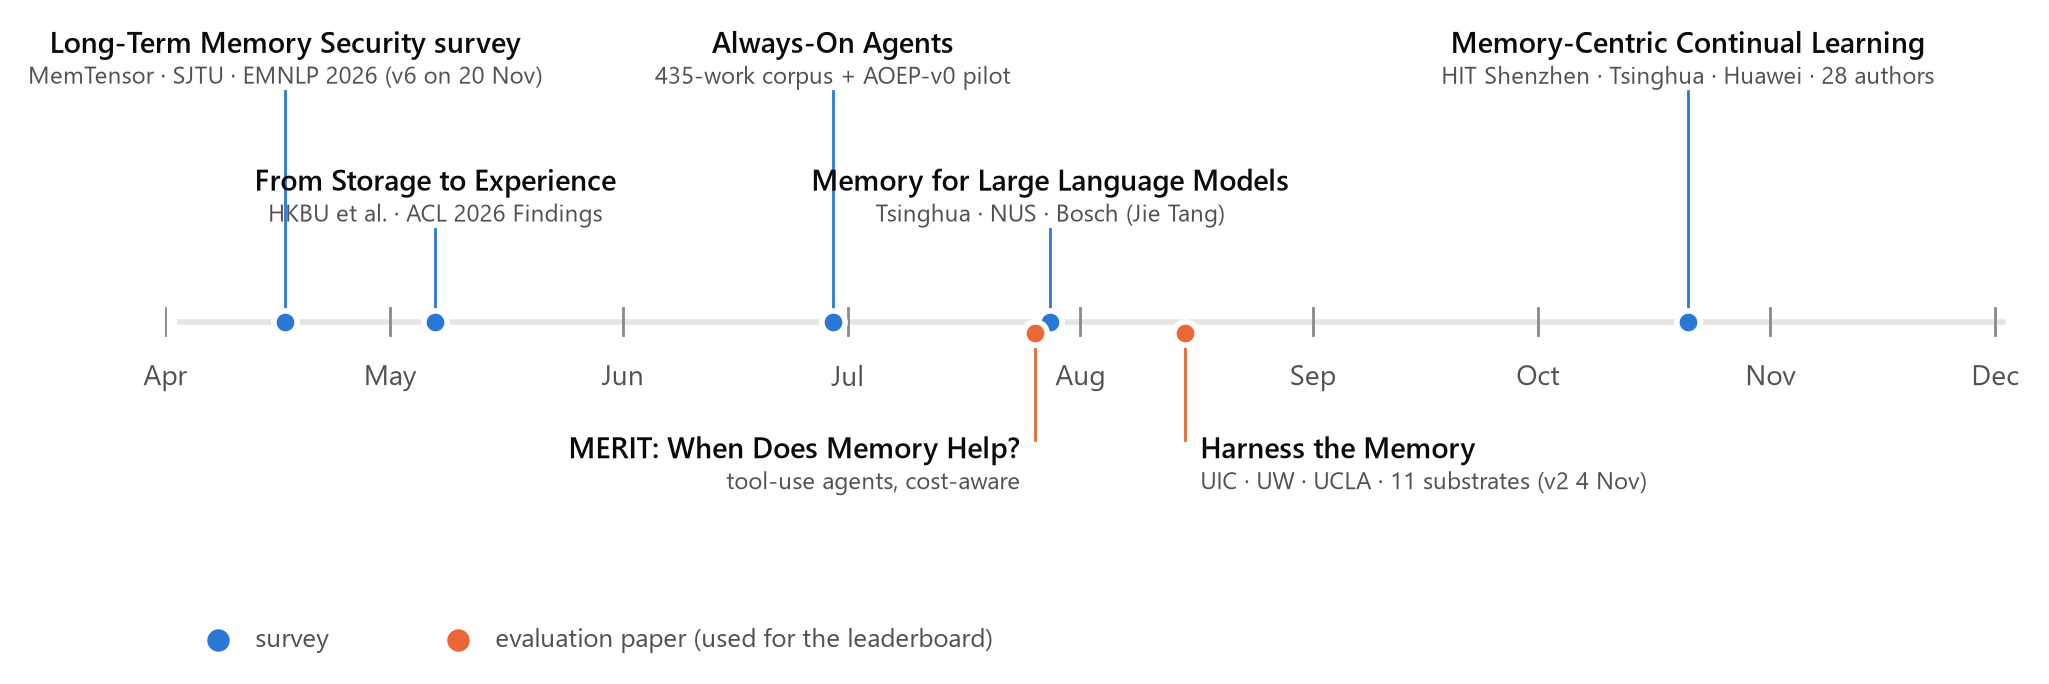 Long-Term Memory Security survey
MemTensor · SJTU · EMNLP 2026 (v6 on 20 Nov)
Always-On Agents
435-work corpus + AOEP-v0 pilot
Memory-Centric Continual Learning
HIT Shenzhen · Tsinghua · Huawei · 28 authors
From Storage to Experience
HKBU et al. · ACL 2026 Findings
Memory for Large Language Models
Tsinghua · NUS · Bosch (Jie Tang)
Apr
May
Jun
Jul
Aug
Sep
Oct
Nov
Dec
MERIT: When Does Memory Help?
tool-use agents, cost-aware
Harness the Memory
UIC · UW · UCLA · 11 substrates (v2 4 Nov)
survey
evaluation paper (used for the leaderboard)